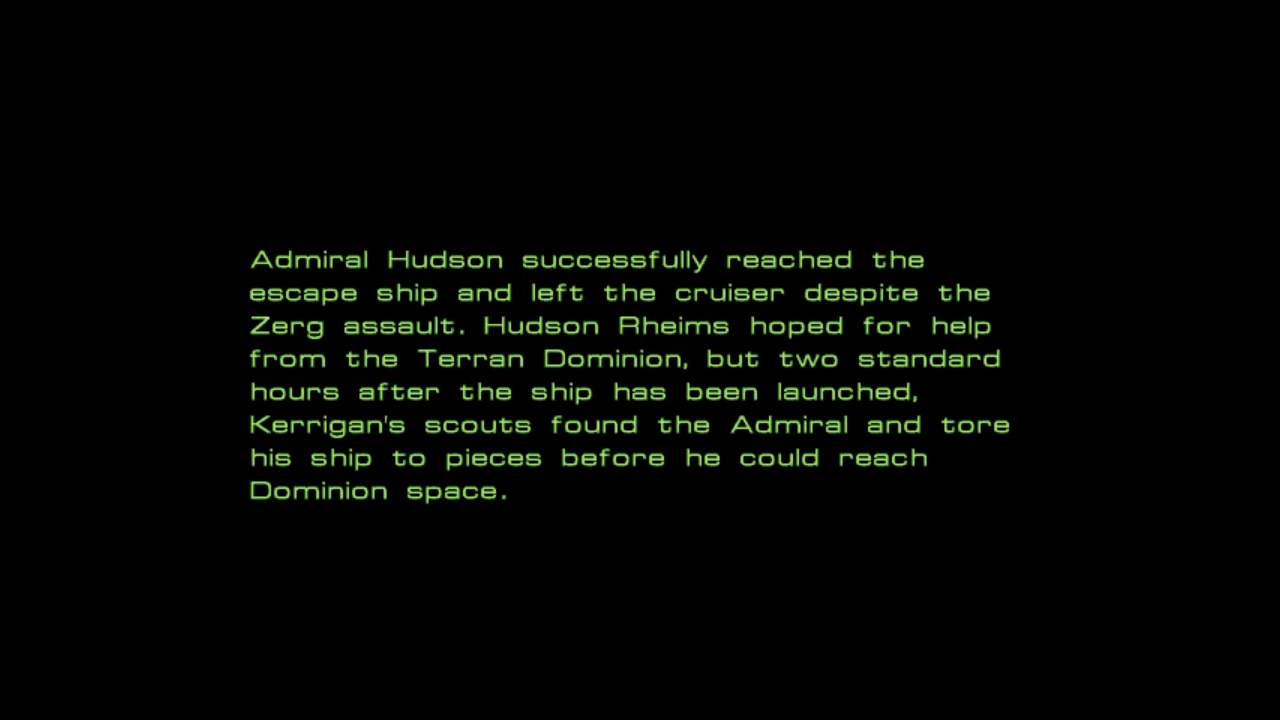 Admiral Hudson successfully reached the
escape ship and left the cruiser despite the
Zerg assault. Hudson Rheims hoped for help
from the Terran Dominion, but two standard
hours after the ship has been launched,
Kerrigan's scouts found the Admiral and tore
his ship to pieces before he could reach
Dominion space.